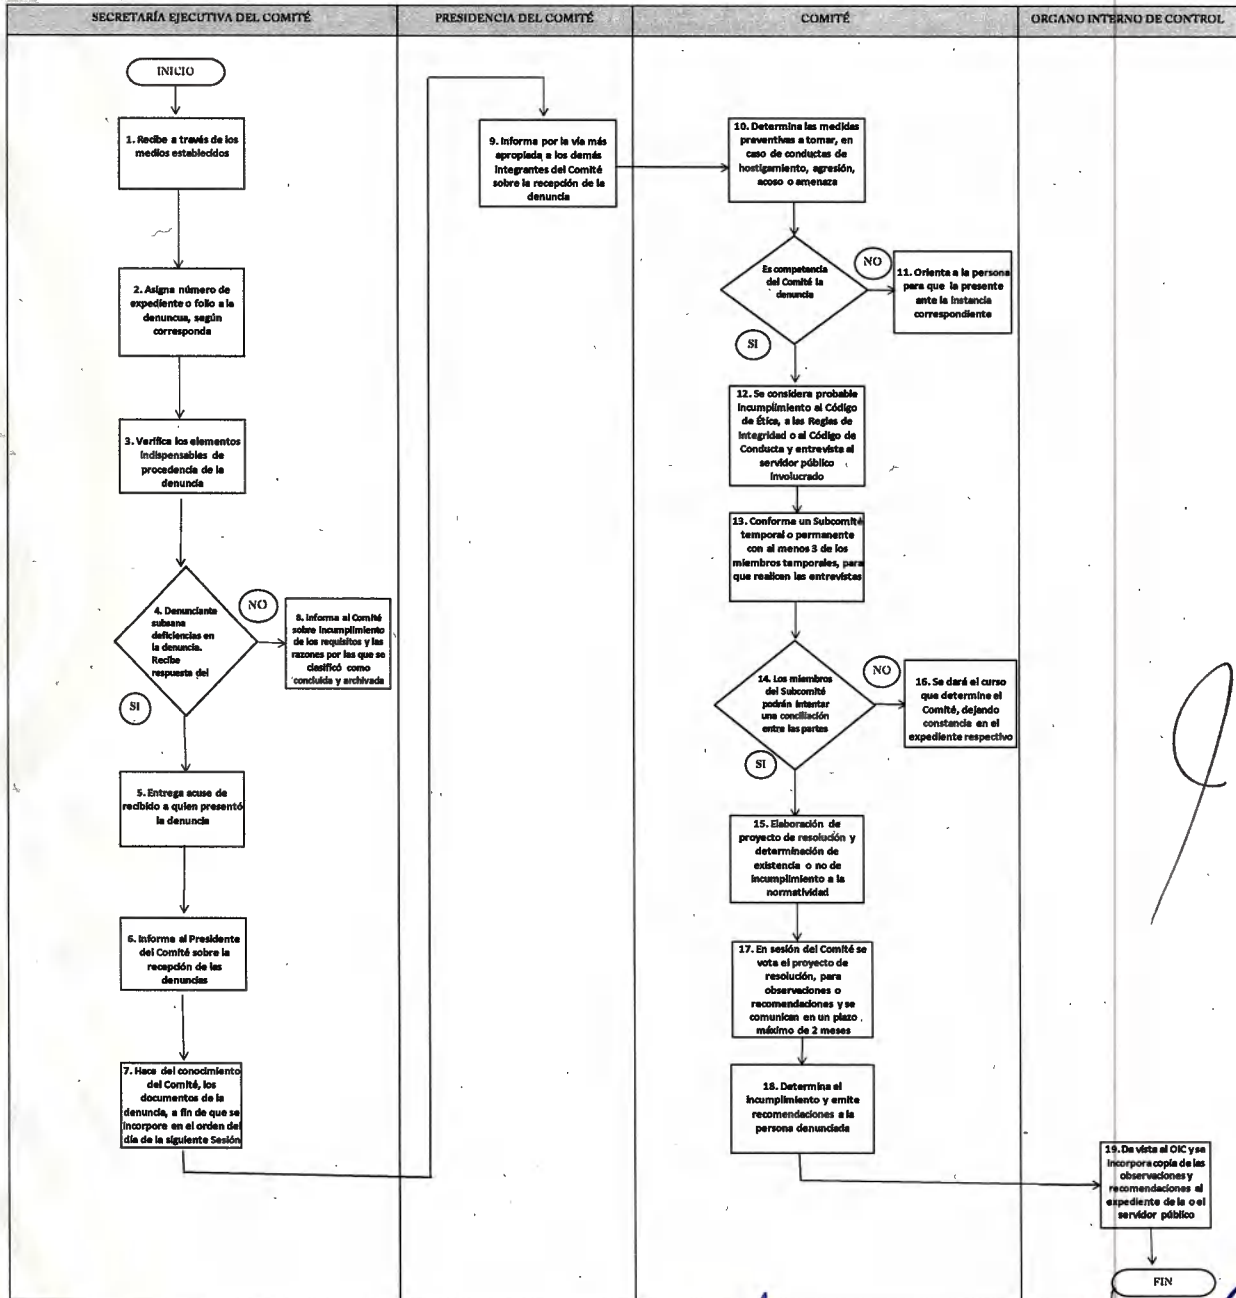 SECRETARÍA EJECUTIVA DEL COMITÉ
PRESIDENCIA DEL COMITÉ
COMITÉ
ORGANO INTERNO DE CONTROL
INICIO
1. Recibe a través de los
medios establecidos
2. Asigna número de
expediente o folio a la
denuncua, según
corresponda
3. Verifica los elementos
indispensables de
procedencia de la
denuncia
4. Denunciante
subsana
deficiencias en
la denuncia.
Recibe
respuesta del
NO
8. Informa al Comité
sobre incumplimiento
de los requisitos y las
razones por las que se
clasificó como
concluida y archivada
SI
5. Entrega acuse de
recibido a quien presentó
la denuncia
6. Informa al Presidente
del Comité sobre la
recepción de las
denuncias
7. Hace del conocimiento
del Comité, los
documentos de la
denuncia, a fin de que se
incorpore en el orden del
día de la siguiente Sesión
9. Informa por la vía más
apropiada a los demás
integrantes del Comité
sobre la recepción de la
denuncia
10. Determina las medidas
preventivas a tomar, en
caso de conductas de
hostigamiento, agresión,
acoso o amenaza
Es competencia
del Comité la
denuncia
NO
11. Orienta a la persona
para que la presente
ante la instancia
correspondiente
SI
12. Se considera probable
incumplimiento al Código
de Ética, a las Reglas de
Integridad o al Código de
Conducta y entrevista al
servidor público
involucrado
13. Conforma un Subcomité
temporal o permanente
con al menos 3 de los
miembros temporales, para
que realicen las entrevistas
14. Los miembros
del Subcomité
podrán intentar
una conciliación
entre las partes
NO
16. Se dará el curso
que determine el
Comité, dejando
constancia en el
expediente respectivo
SI
15. Elaboración de
proyecto de resolución y
determinación de
existencia o no de
incumplimiento a la
normatividad
17. En sesión del Comité se
vota el proyecto de
resolución, para
observaciones o
recomendaciones y se
comunican en un plazo
máximo de 2 meses
18. Determina el
incumplimiento y emite
recomendaciones a la
persona denunciada
19. Da vista al OIC y se
incorpora copia de las
observaciones y
recomendaciones al
expediente de la o el
servidor público
FIN